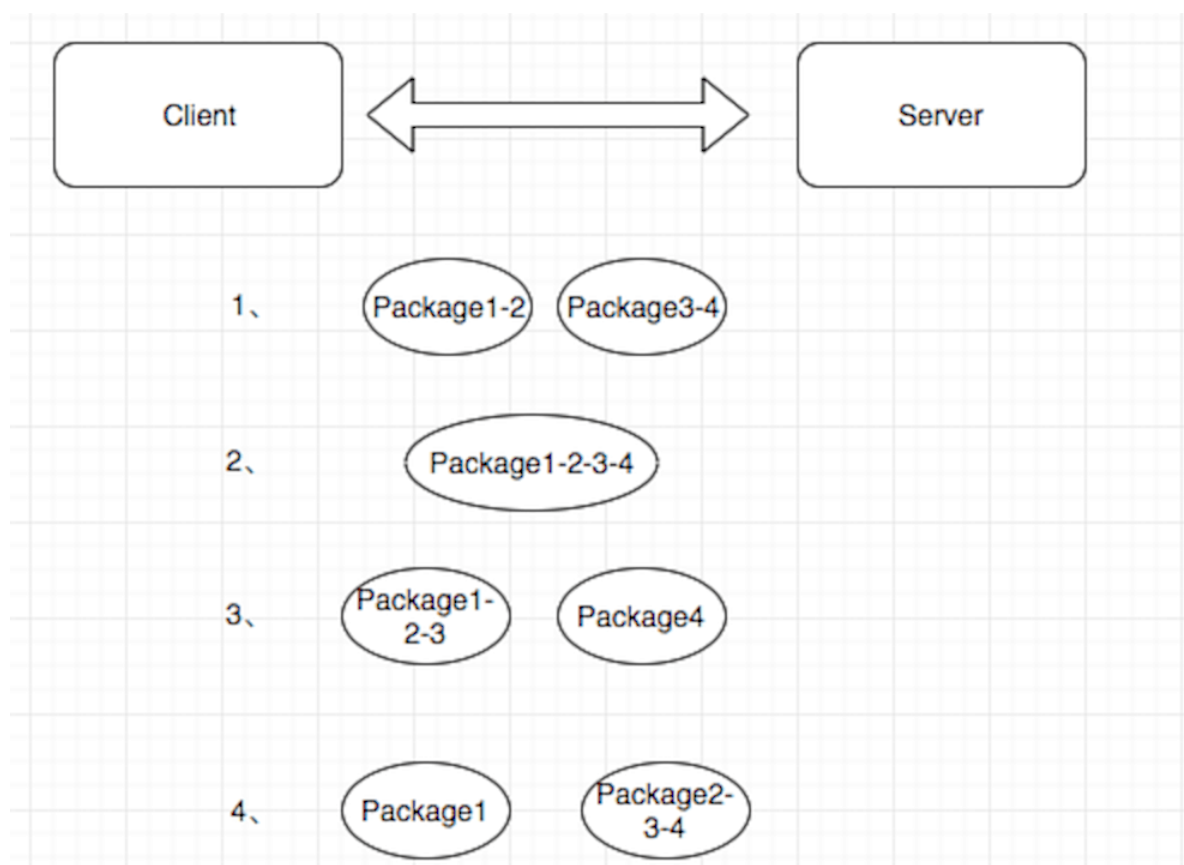 Client
Server
1、
Package1-2
Package3-4
2、
Package1-2-3-4
3、
Package1-
2-3
Package4
4、
Package1
Package2-
3-4